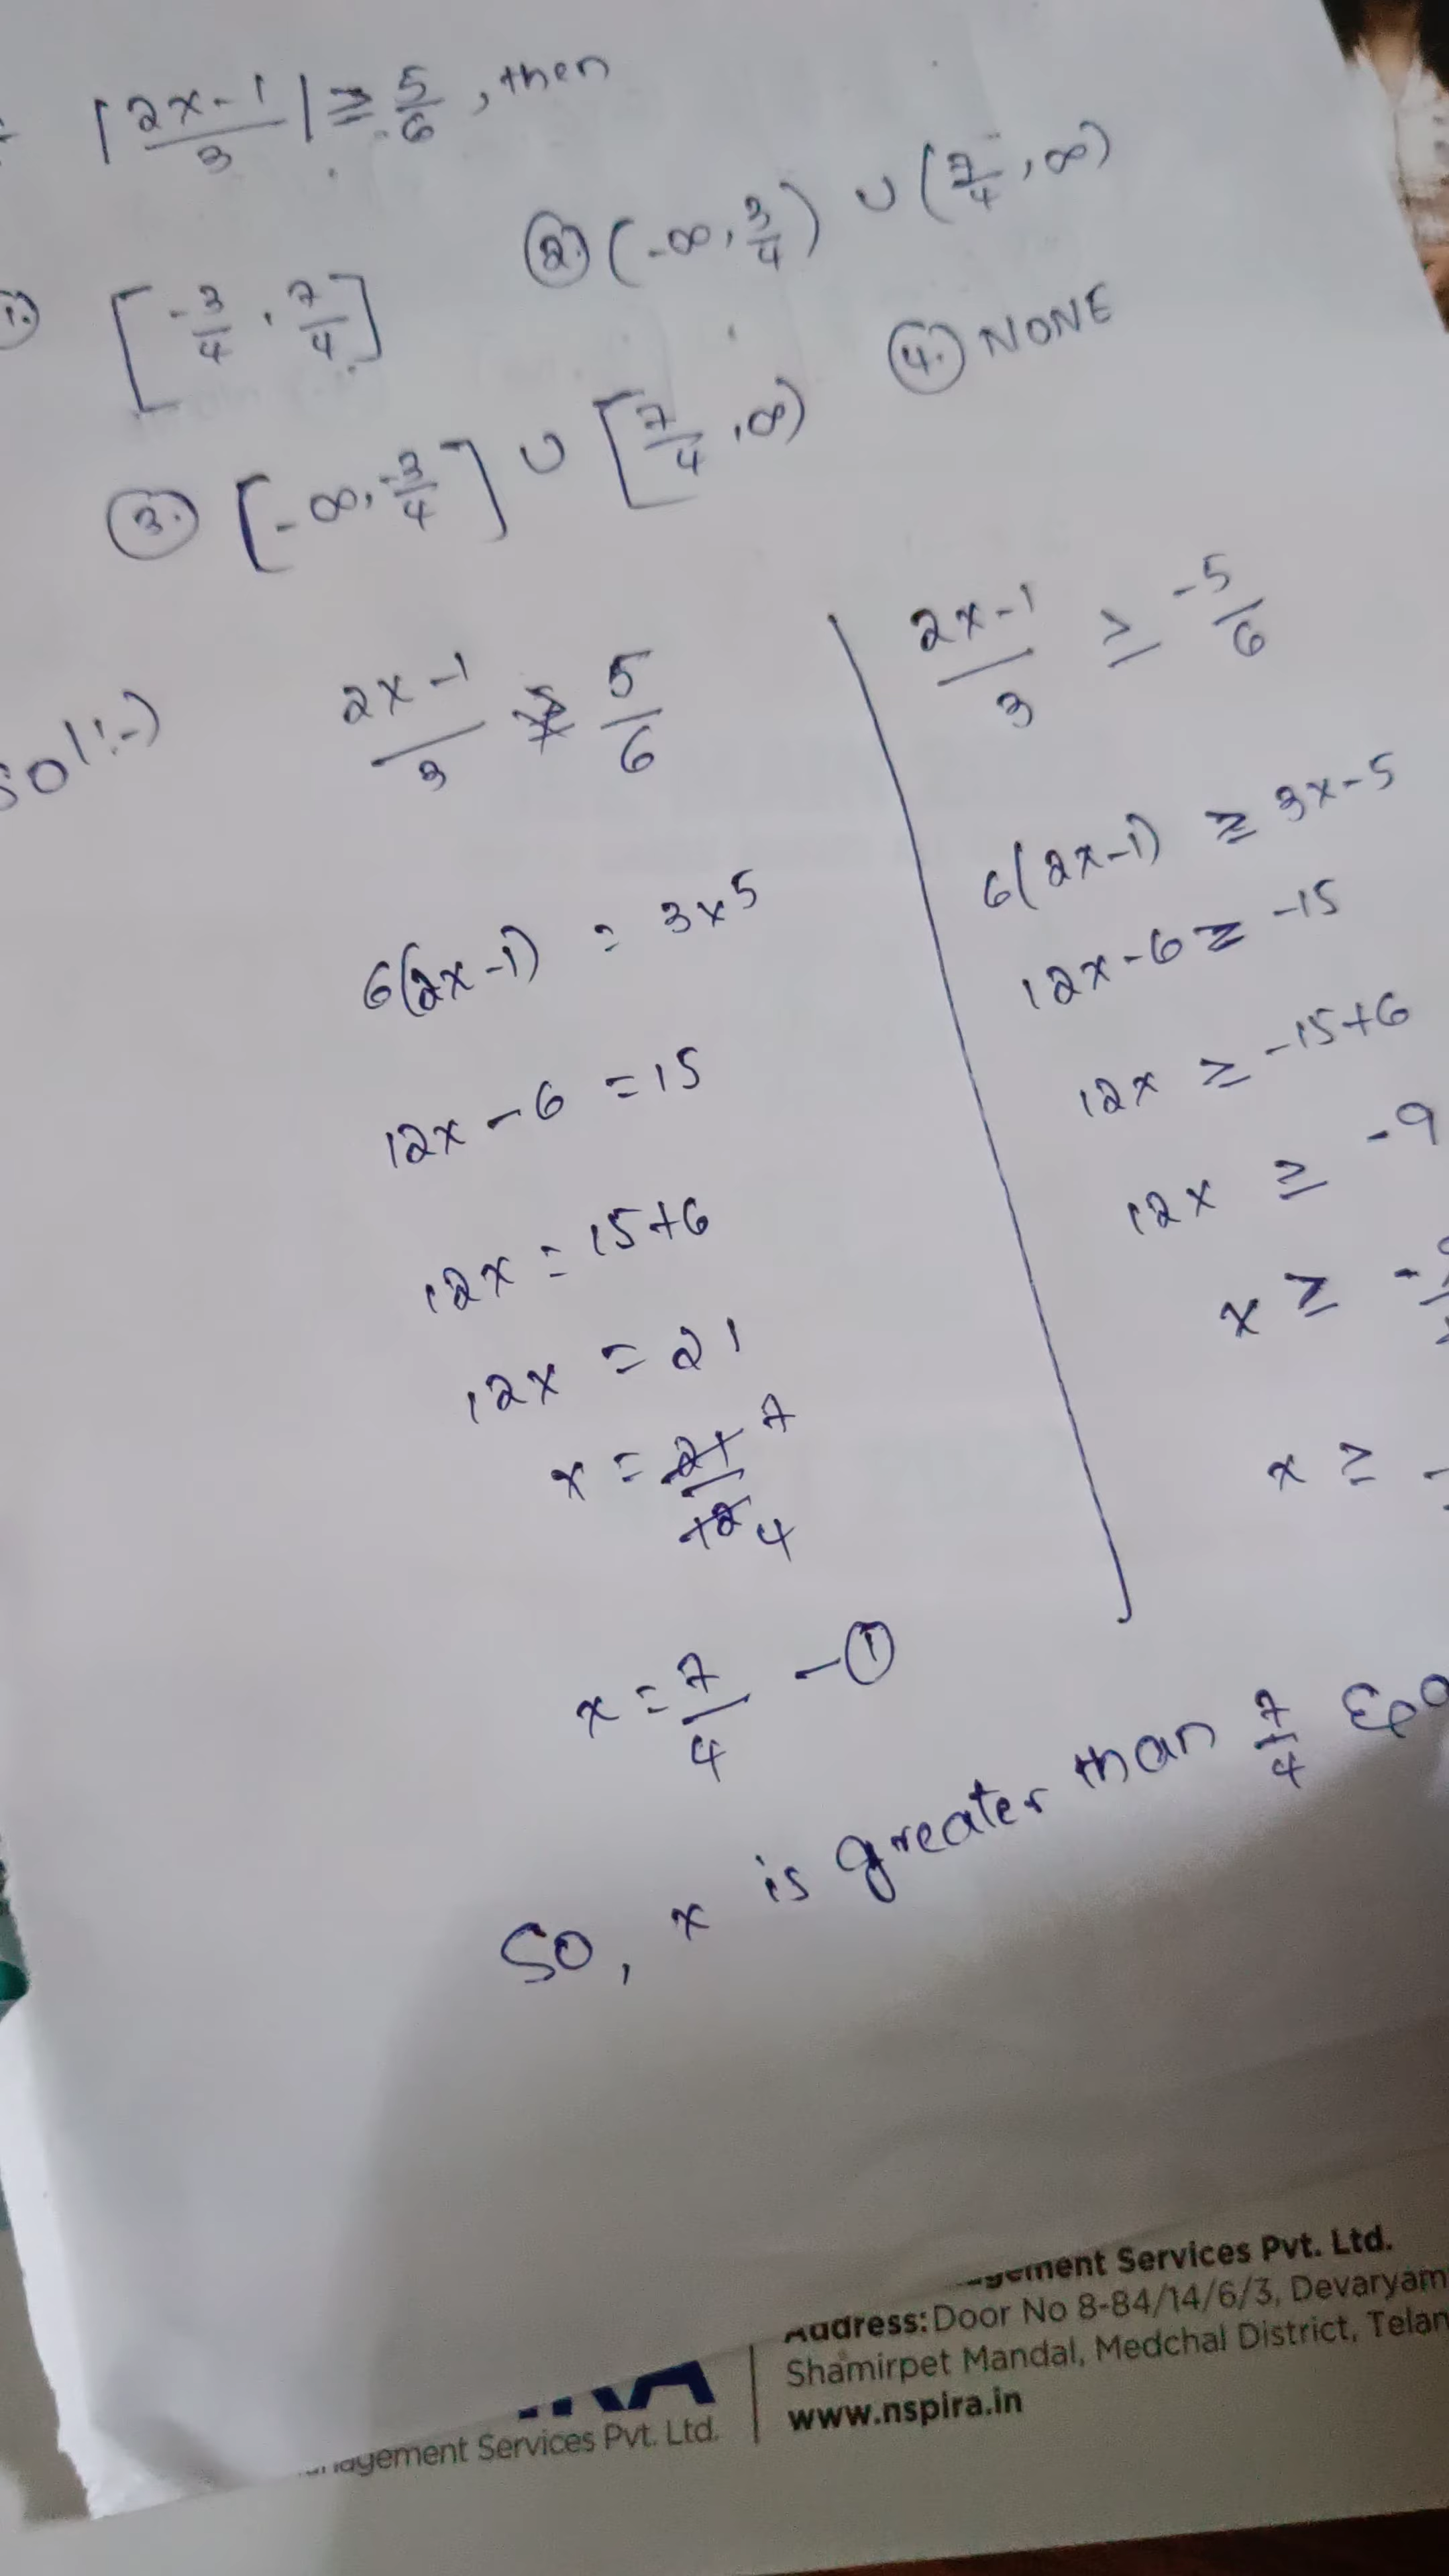 |2x-1/3| ≥ 5/6, then
1. [-3/4, 7/4] 2. (-∞, 3/4) ∪ (7/4, ∞)
3. [-∞, -3/4] ∪ [7/4, ∞) 4. NONE
Sol:-) 2x-1/3 ≥ 5/6
6(2x-1) = 3x5
12x-6 = 15
12x = 15+6
12x = 21
x = 21/12 7/4
x = 7/4 - ①
2x-1/3 ≥ -5/6
6(2x-1) ≥ 3x-5
12x-6 ≥ -15
12x ≥ -15+6
12x ≥ -9
x ≥ -
x ≥
So, x is greater than 7/4
Services Pvt. Ltd.
Address: Door No 8-84/14/6/3, Devaryam
Shamirpet Mandal, Medchal District, Telan
www.nspira.in
Services Pvt. Ltd.